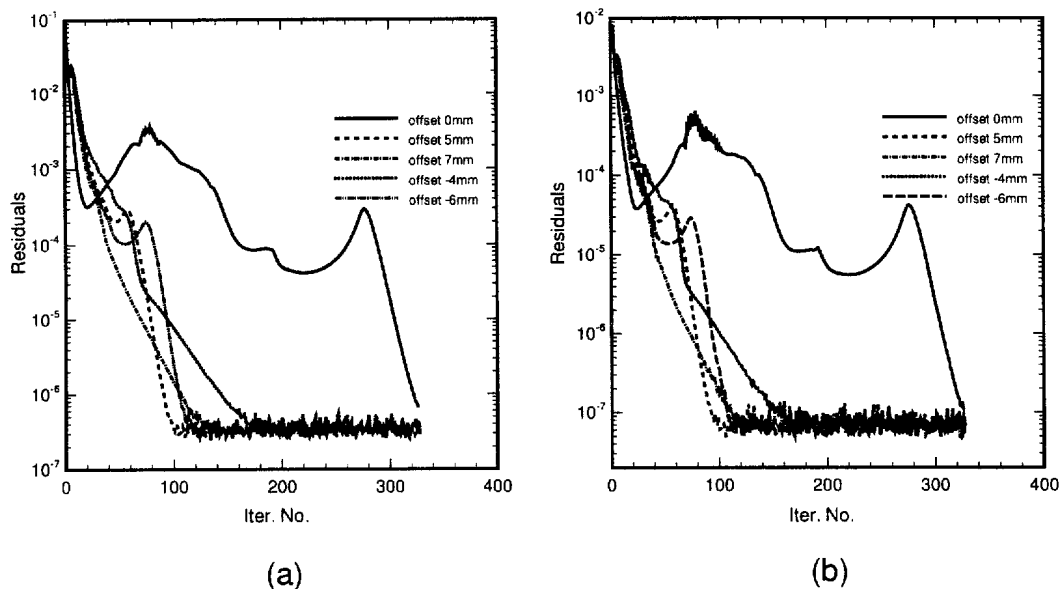 10^-1
10^-2
10^-3
10^-4
10^-5
10^-6
10^-7
Residuals
0
100
200
300
400
Iter. No.
offset 0mm
offset 5mm
offset 7mm
offset -4mm
offset -6mm
(a)
10^-2
10^-3
10^-4
10^-5
10^-6
10^-7
Residuals
0
100
200
300
400
Iter. No.
offset 0mm
offset 5mm
offset 7mm
offset -4mm
offset -6mm
(b)